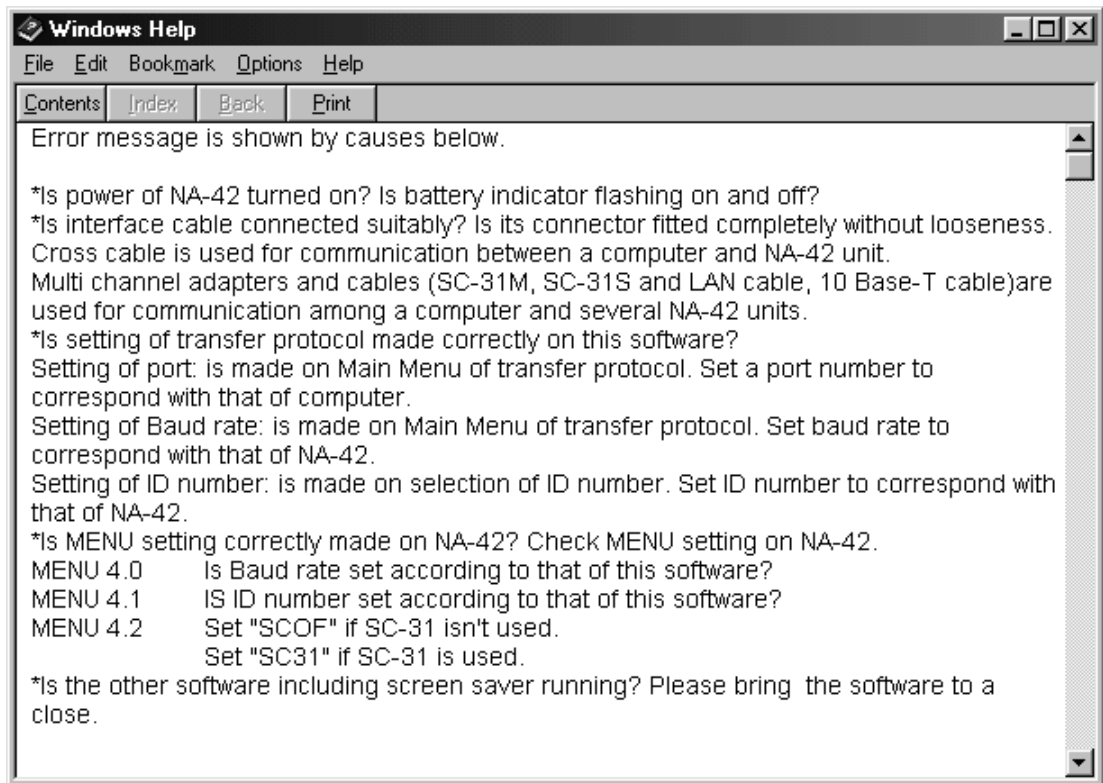 Windows Help
File Edit Bookmark Options Help
Contents Index Back Print
Error message is shown by causes below.
*Is power of NA-42 turned on? Is battery indicator flashing on and off?
*Is interface cable connected suitably? Is its connector fitted completely without looseness.
Cross cable is used for communication between a computer and NA-42 unit.
Multi channel adapters and cables (SC-31M, SC-31S and LAN cable, 10 Base-T cable)are
used for communication among a computer and several NA-42 units.
*Is setting of transfer protocol made correctly on this software?
Setting of port: is made on Main Menu of transfer protocol. Set a port number to
correspond with that of computer.
Setting of Baud rate: is made on Main Menu of transfer protocol. Set baud rate to
correspond with that of NA-42.
Setting of ID number: is made on selection of ID number. Set ID number to correspond with
that of NA-42.
*Is MENU setting correctly made on NA-42? Check MENU setting on NA-42.
MENU 4.0 Is Baud rate set according to that of this software?
MENU 4.1 IS ID number set according to that of this software?
MENU 4.2 Set "SCOF" if SC-31 isn't used.
Set "SC31" if SC-31 is used.
*Is the other software including screen saver running? Please bring  the software to a
close.